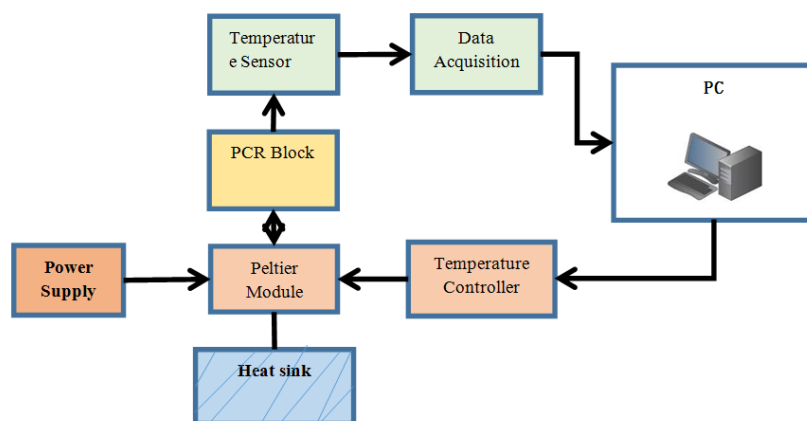 Temperatur
e Sensor
Data
Acquisition
PC
PCR Block
Power
Supply
Peltier
Module
Temperature
Controller
Heat sink